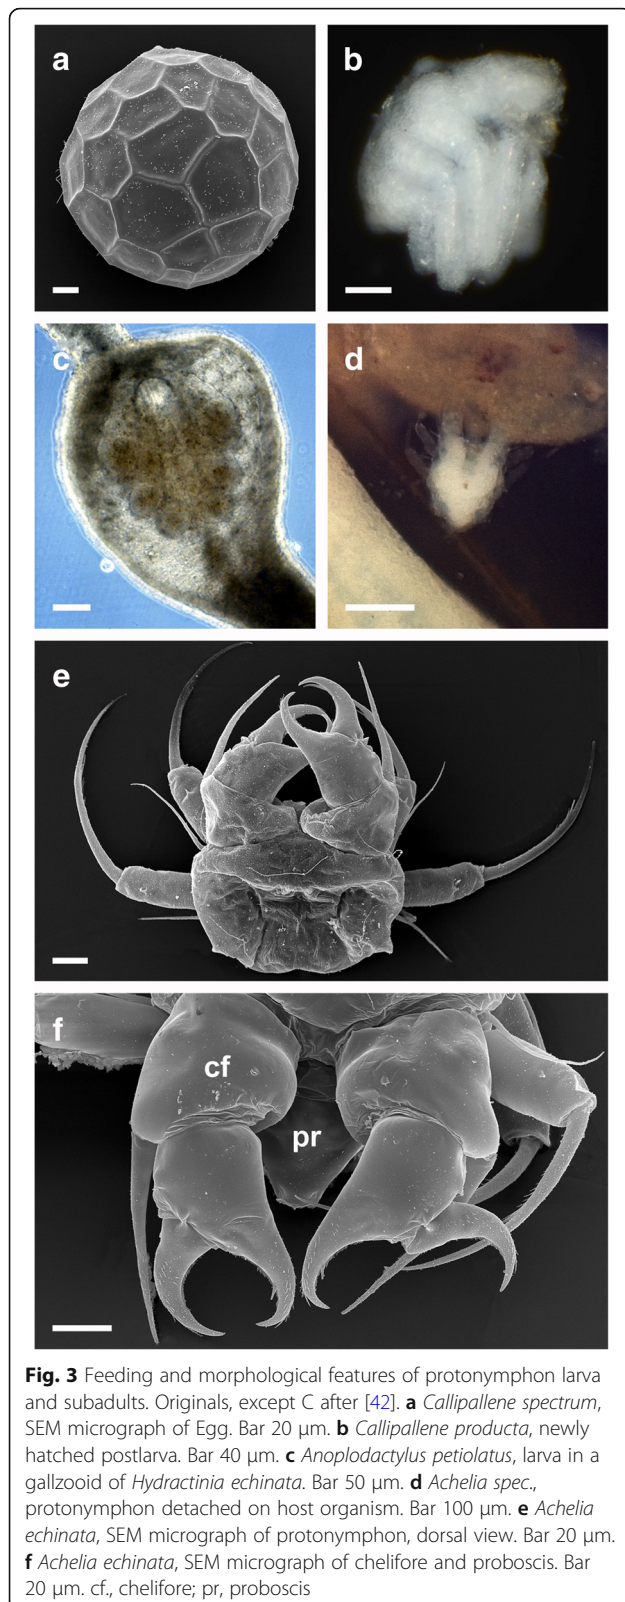 a
b
c
d
e
f
cf
pr
Fig. 3 Feeding and morphological features of protonymphon larva
and subadults. Originals, except C after [42]. a Callipallene spectrum,
SEM micrograph of Egg. Bar 20 μm. b Callipallene producta, newly
hatched postlarva. Bar 40 μm. c Anoplodactylus petiolatus, larva in a
gallzooid of Hydractinia echinata. Bar 50 μm. d Achelia spec.,
protonymphon detached on host organism. Bar 100 μm. e Achelia
echinata, SEM micrograph of protonymphon, dorsal view. Bar 20 μm.
f Achelia echinata, SEM micrograph of chelifore and proboscis. Bar
20 μm. cf., chelifore; pr, proboscis